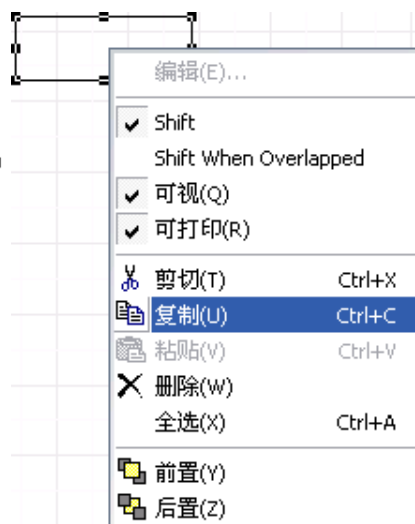 编辑(E)...
Shift
Shift When Overlapped
可视(Q)
可打印(R)
剪切(T) Ctrl+X
复制(U) Ctrl+C
粘贴(V) Ctrl+V
删除(W)
全选(X) Ctrl+A
前置(Y)
后置(Z)